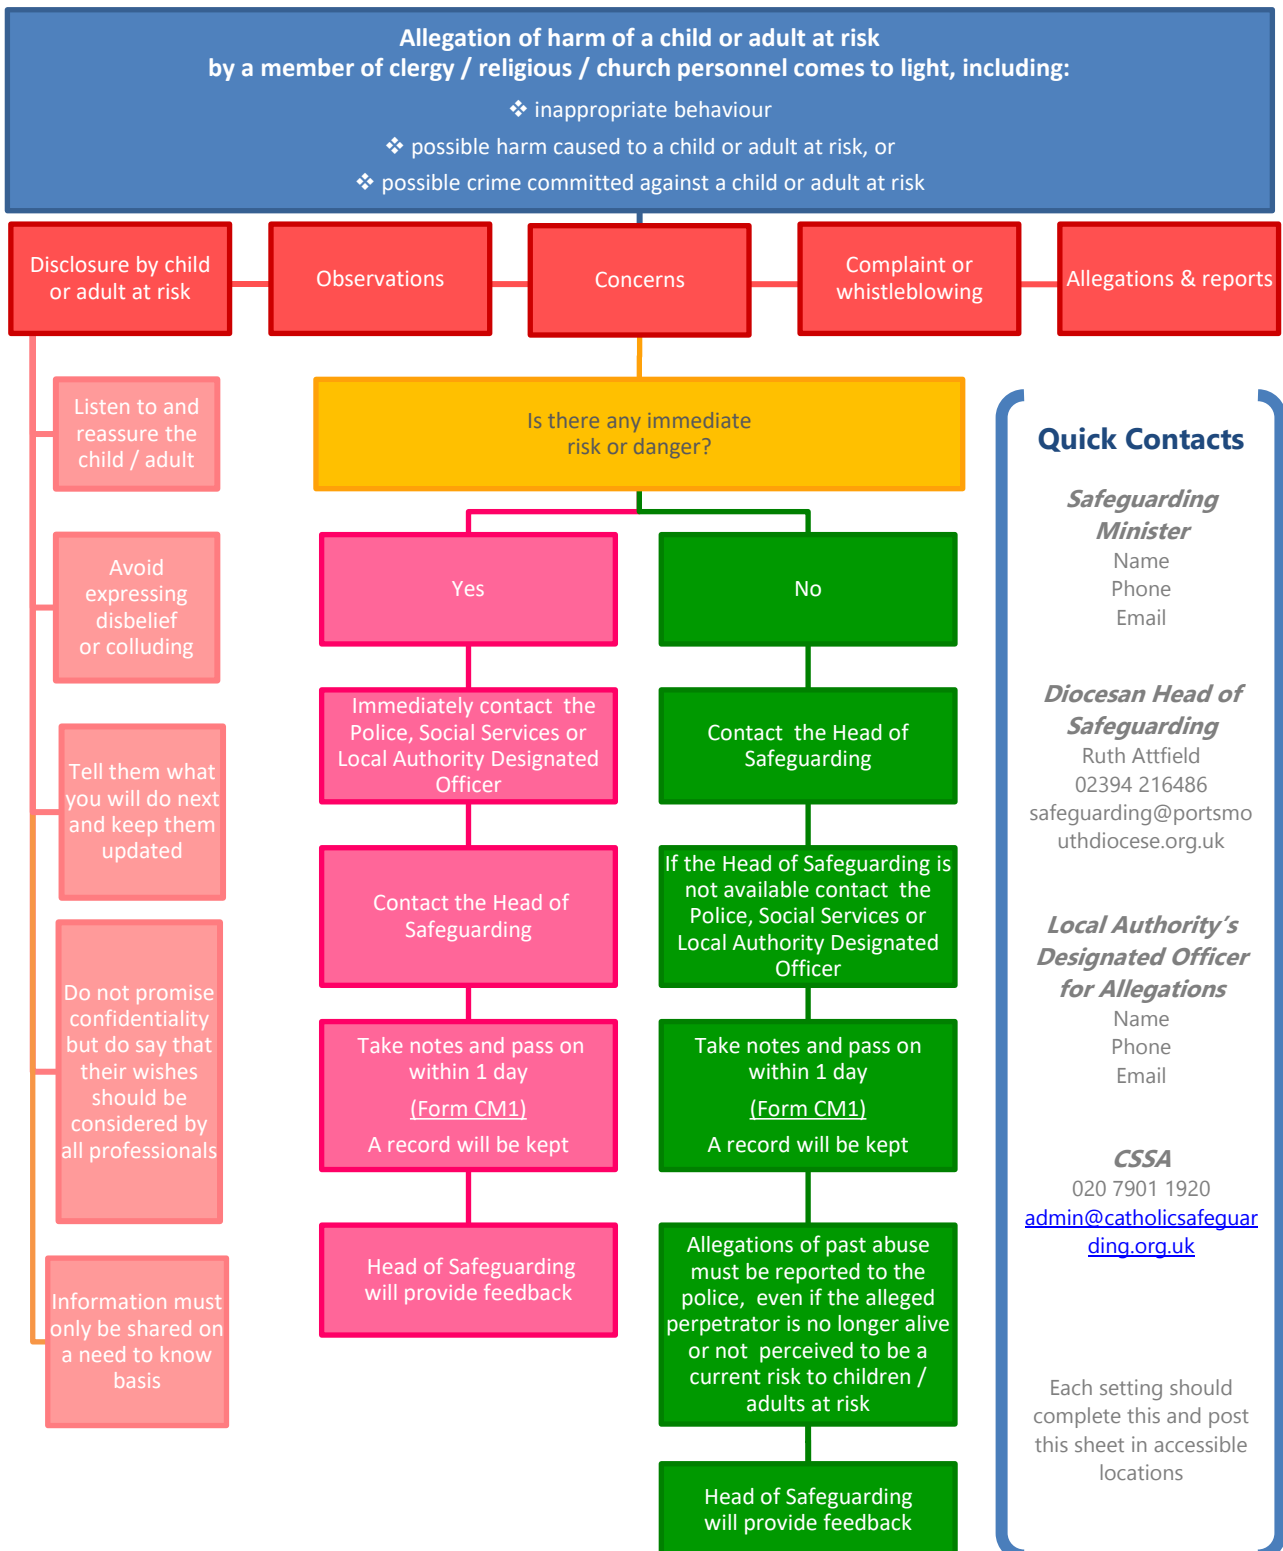 Allegation of harm of a child or adult at risk
by a member of clergy / religious / church personnel comes to light, including:
❖ inappropriate behaviour
❖ possible harm caused to a child or adult at risk, or
❖ possible crime committed against a child or adult at risk
Disclosure by child
or adult at risk
Observations
Concerns
Complaint or
whistleblowing
Allegations & reports
Listen to and
reassure the
child / adult
Avoid
expressing
disbelief
or colluding
Tell them what
you will do next
and keep them
updated
Do not promise
confidentiality
but do say that
their wishes
should be
considered by
all professionals
Information must
only be shared on
a need to know
basis
Is there any immediate
risk or danger?
Yes
Immediately contact  the
Police, Social Services or
Local Authority Designated
Officer
Contact the Head of
Safeguarding
Take notes and pass on
within 1 day
(Form CM1)
A record will be kept
Head of Safeguarding
will provide feedback
No
Contact  the Head of
Safeguarding
If the Head of Safeguarding is
not available contact  the
Police, Social Services or
Local Authority Designated
Officer
Take notes and pass on
within 1 day
(Form CM1)
A record will be kept
Allegations of past abuse
must be reported to the
police,  even if the alleged
perpetrator is no longer alive
or not  perceived to be a
current risk to children /
adults at risk
Head of Safeguarding
will provide feedback
Quick Contacts
Safeguarding
Minister
Name
Phone
Email
Diocesan Head of
Safeguarding
Ruth Attfield
02394 216486
safeguarding@portsmo
uthdiocese.org.uk
Local Authority’s
Designated Officer
for Allegations
Name
Phone
Email
CSSA
020 7901 1920
admin@catholicsafeguar
ding.org.uk
Each setting should
complete this and post
this sheet in accessible
locations